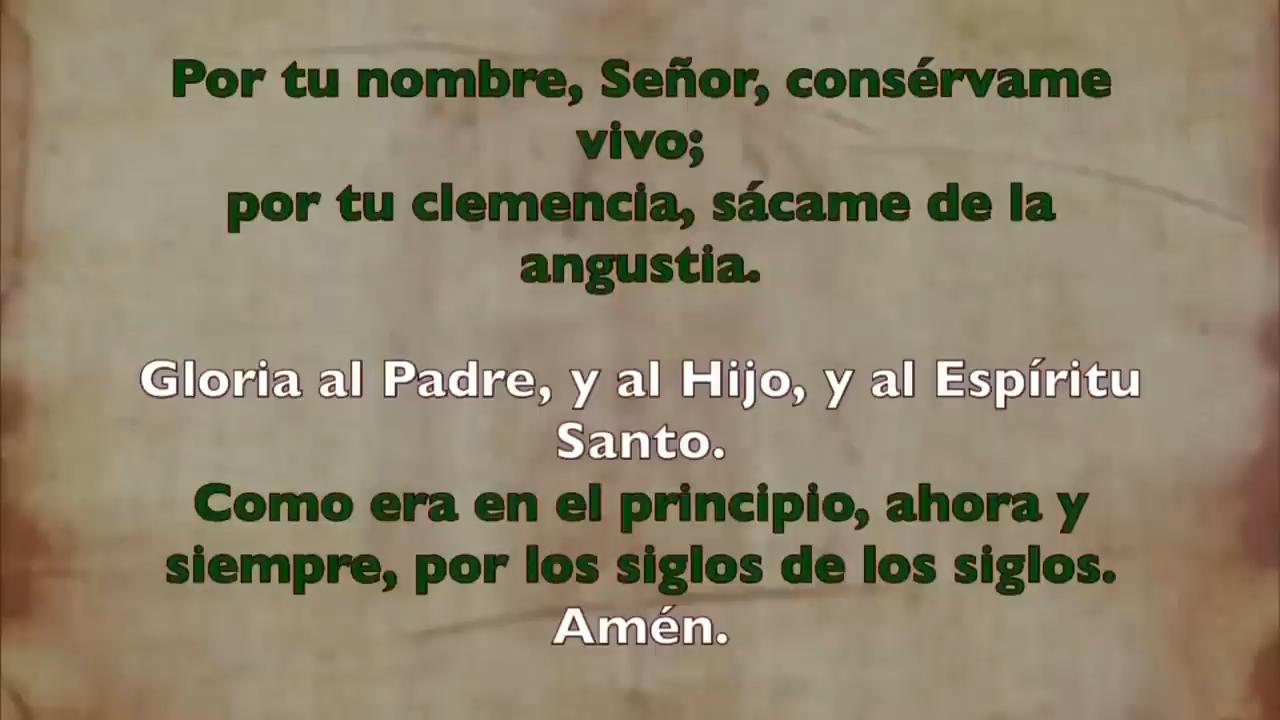 Por tu nombre, Señor, consérvame
vivo;
por tu clemencia, sácame de la
angustia.
Gloria al Padre, y al Hijo, y al Espíritu
Santo.
Como era en el principio, ahora y
siempre, por los siglos de los siglos.
Amén.